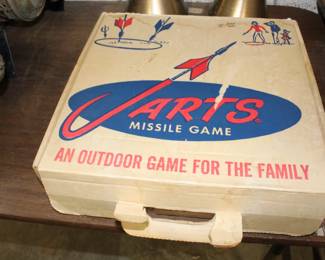 JARTS
MISSILE GAME
AN OUTDOOR GAME FOR THE FAMILY